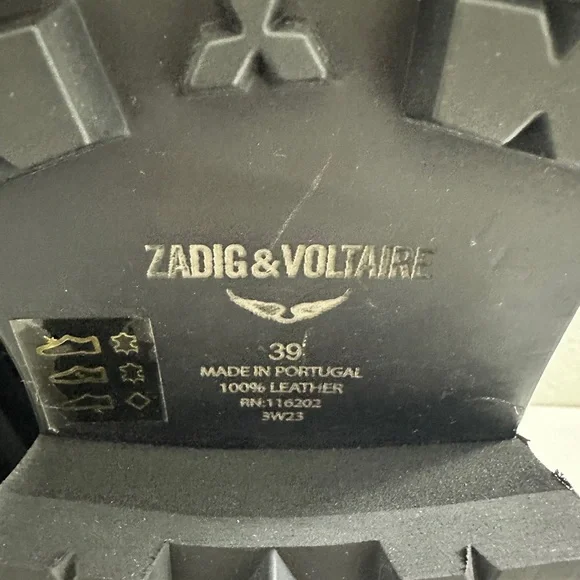 ZADIG&VOLTAIRE
39
MADE IN PORTUGAL
100% LEATHER
RN:116202
3W23